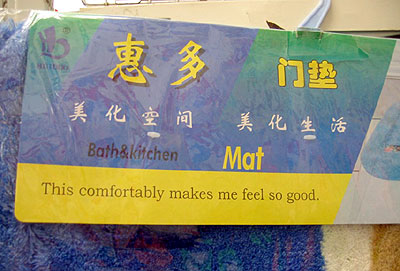 惠多 门垫
美化空间 美化生活
Bath&kitchen Mat
This comfortably makes me feel so good.